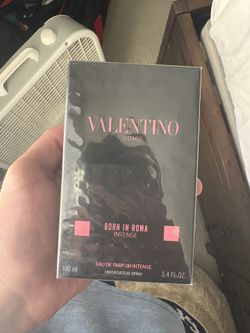 VALENTINO
UOMO
BORN IN ROMA
INTENSE
EAU DE PARFUM INTENSE
VAPORISATEUR SPRAY
100 ml
3.4 FL.OZ.